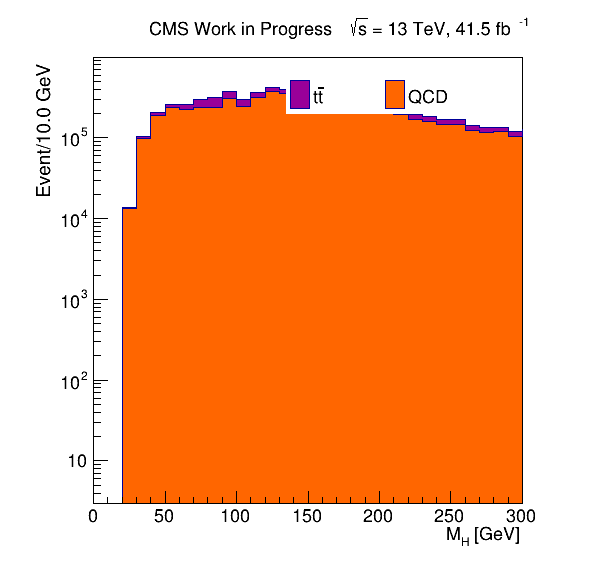 CMS Work in Progress √s = 13 TeV, 41.5 fb⁻¹
Event/10.0 GeV
tt̄ QCD
10⁵
10⁴
10³
10²
10
0 50 100 150 200 250 300
M_H [GeV]